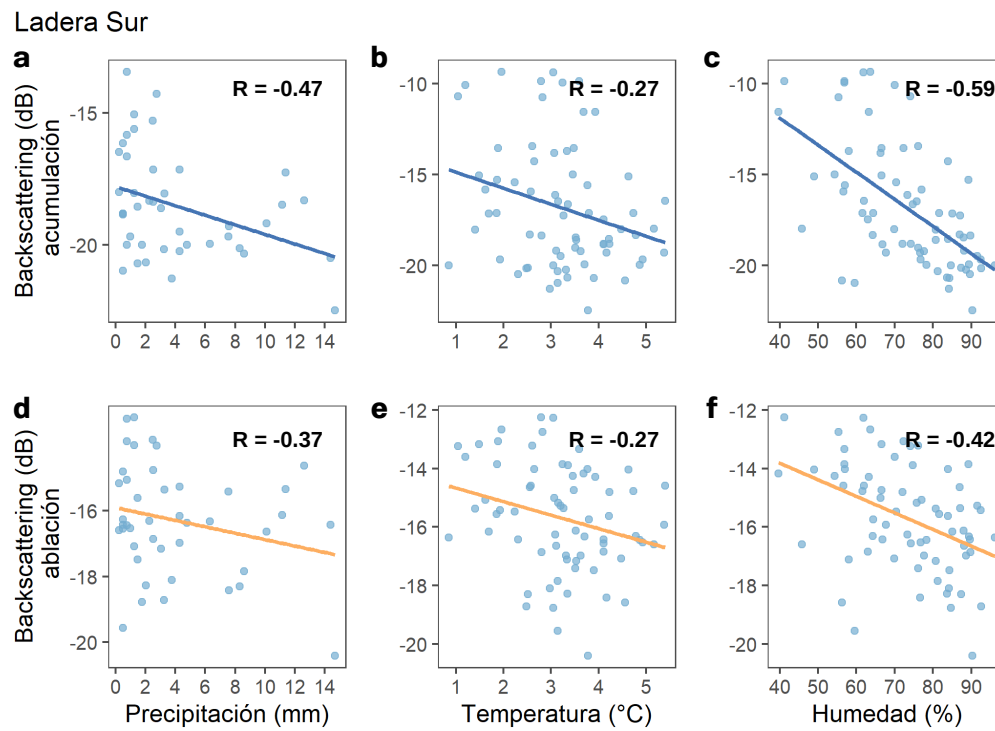 Ladera Sur
a
b
c
R = -0.47
R = -0.27
R = -0.59
Backscattering (dB)
acumulación
-15
-20
-10
-15
-20
-10
-15
-20
0 2 4 6 8 10 12 14
1 2 3 4 5
40 50 60 70 80 90
d
e
f
R = -0.37
R = -0.27
R = -0.42
Backscattering (dB)
ablación
-16
-18
-20
-12
-14
-16
-18
-20
-12
-14
-16
-18
-20
0 2 4 6 8 10 12 14
1 2 3 4 5
40 50 60 70 80 90
Precipitación (mm)
Temperatura (°C)
Humedad (%)